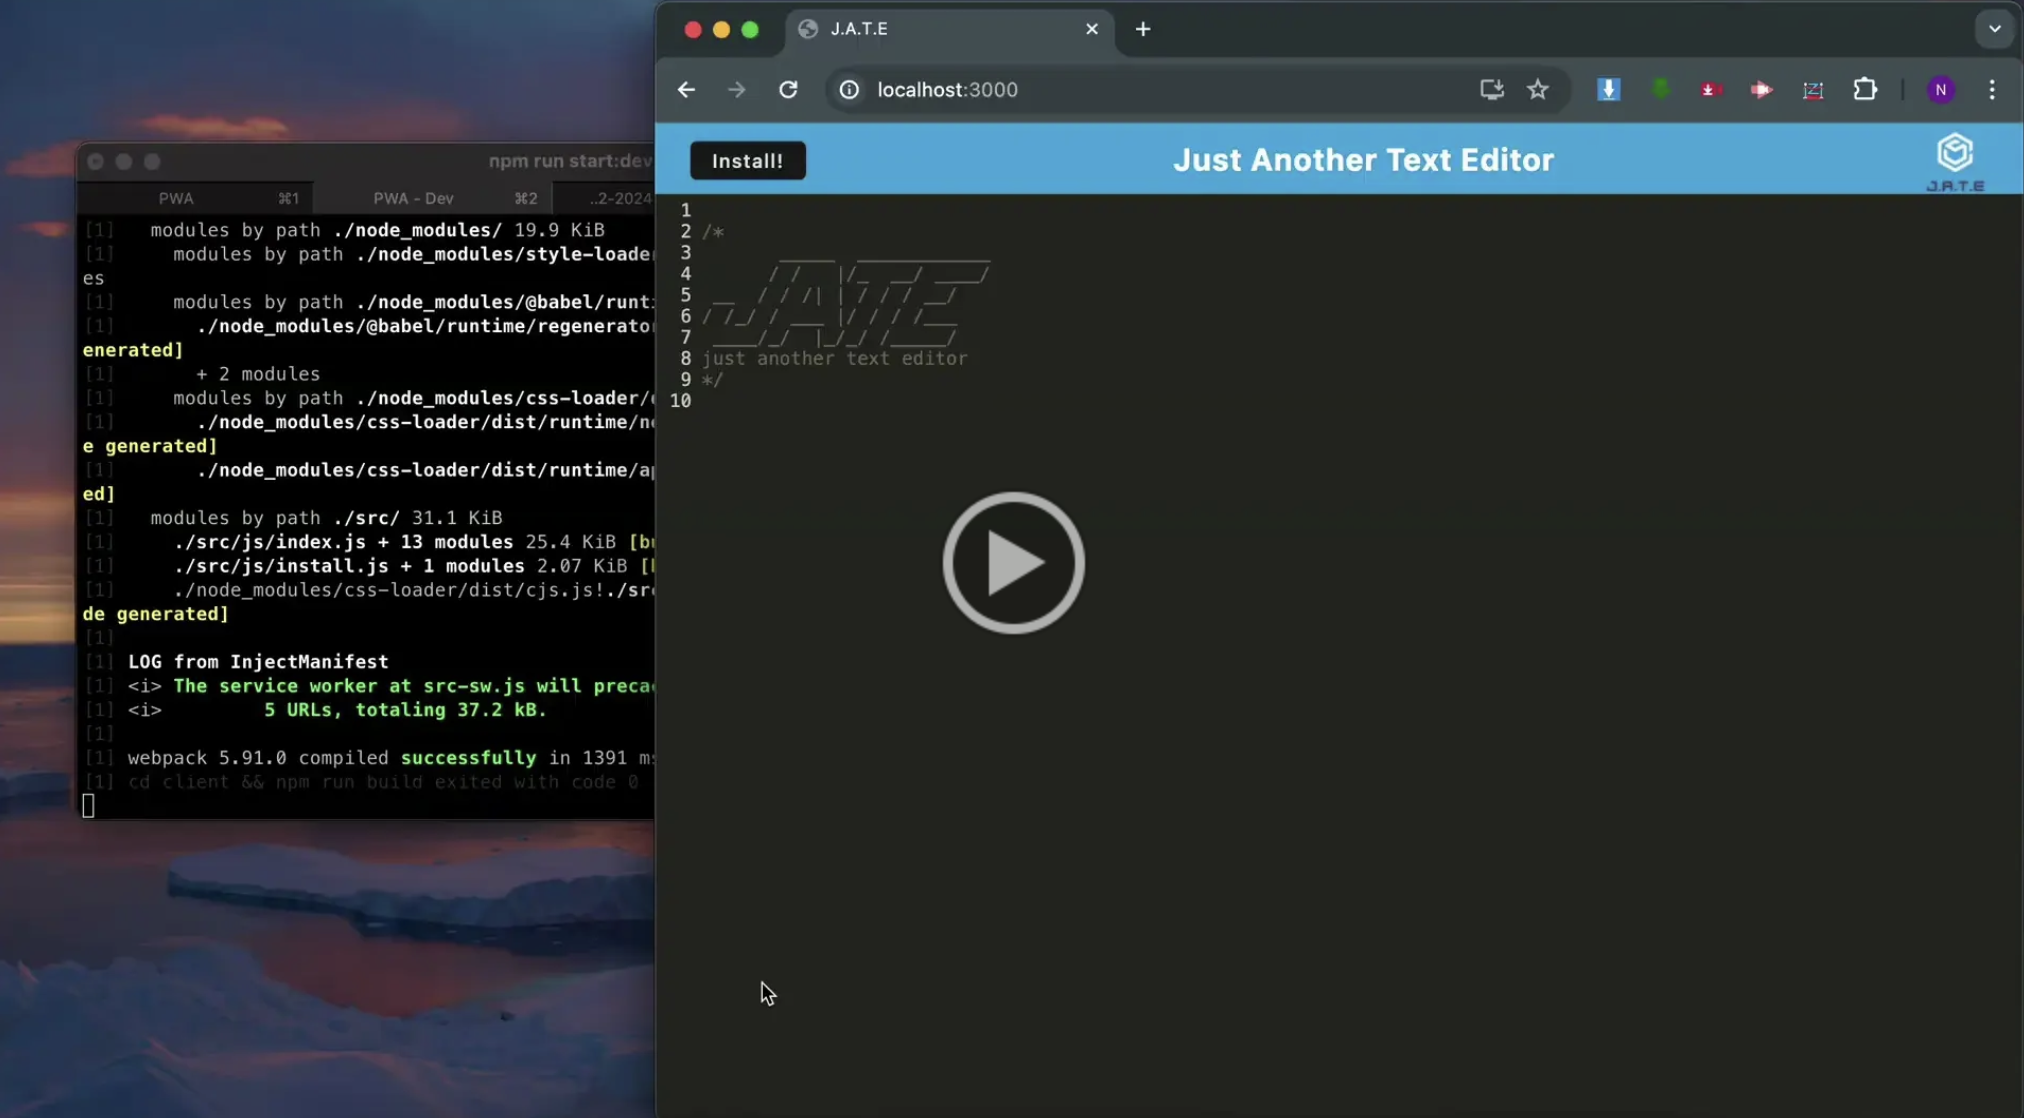 J.A.T.E
localhost:3000
N
Install!
Just Another Text Editor
J.A.T.E
npm run start:dev
PWA ⌘1 PWA - Dev ⌘2 ..2-2024
[1] modules by path ./node_modules/ 19.9 KiB
[1] modules by path ./node_modules/style-loade
es
[1] modules by path ./node_modules/@babel/runt
[1] ./node_modules/@babel/runtime/regenerato
enerated]
[1] + 2 modules
[1] modules by path ./node_modules/css-loader/
[1] ./node_modules/css-loader/dist/runtime/n
e generated]
[1] ./node_modules/css-loader/dist/runtime/a
ed]
[1] modules by path ./src/ 31.1 KiB
[1] ./src/js/index.js + 13 modules 25.4 KiB [b
[1] ./src/js/install.js + 1 modules 2.07 KiB [
[1] ./node_modules/css-loader/dist/cjs.js!./sr
de generated]
[1]
[1] LOG from InjectManifest
[1] <i> The service worker at src-sw.js will preca
[1] <i> 5 URLs, totaling 37.2 kB.
[1]
[1] webpack 5.91.0 compiled successfully in 1391 m
[1] cd client && npm run build exited with code 0
1
2 /*
3
4
5
6
7
JATE
8 just another text editor
9 */
10